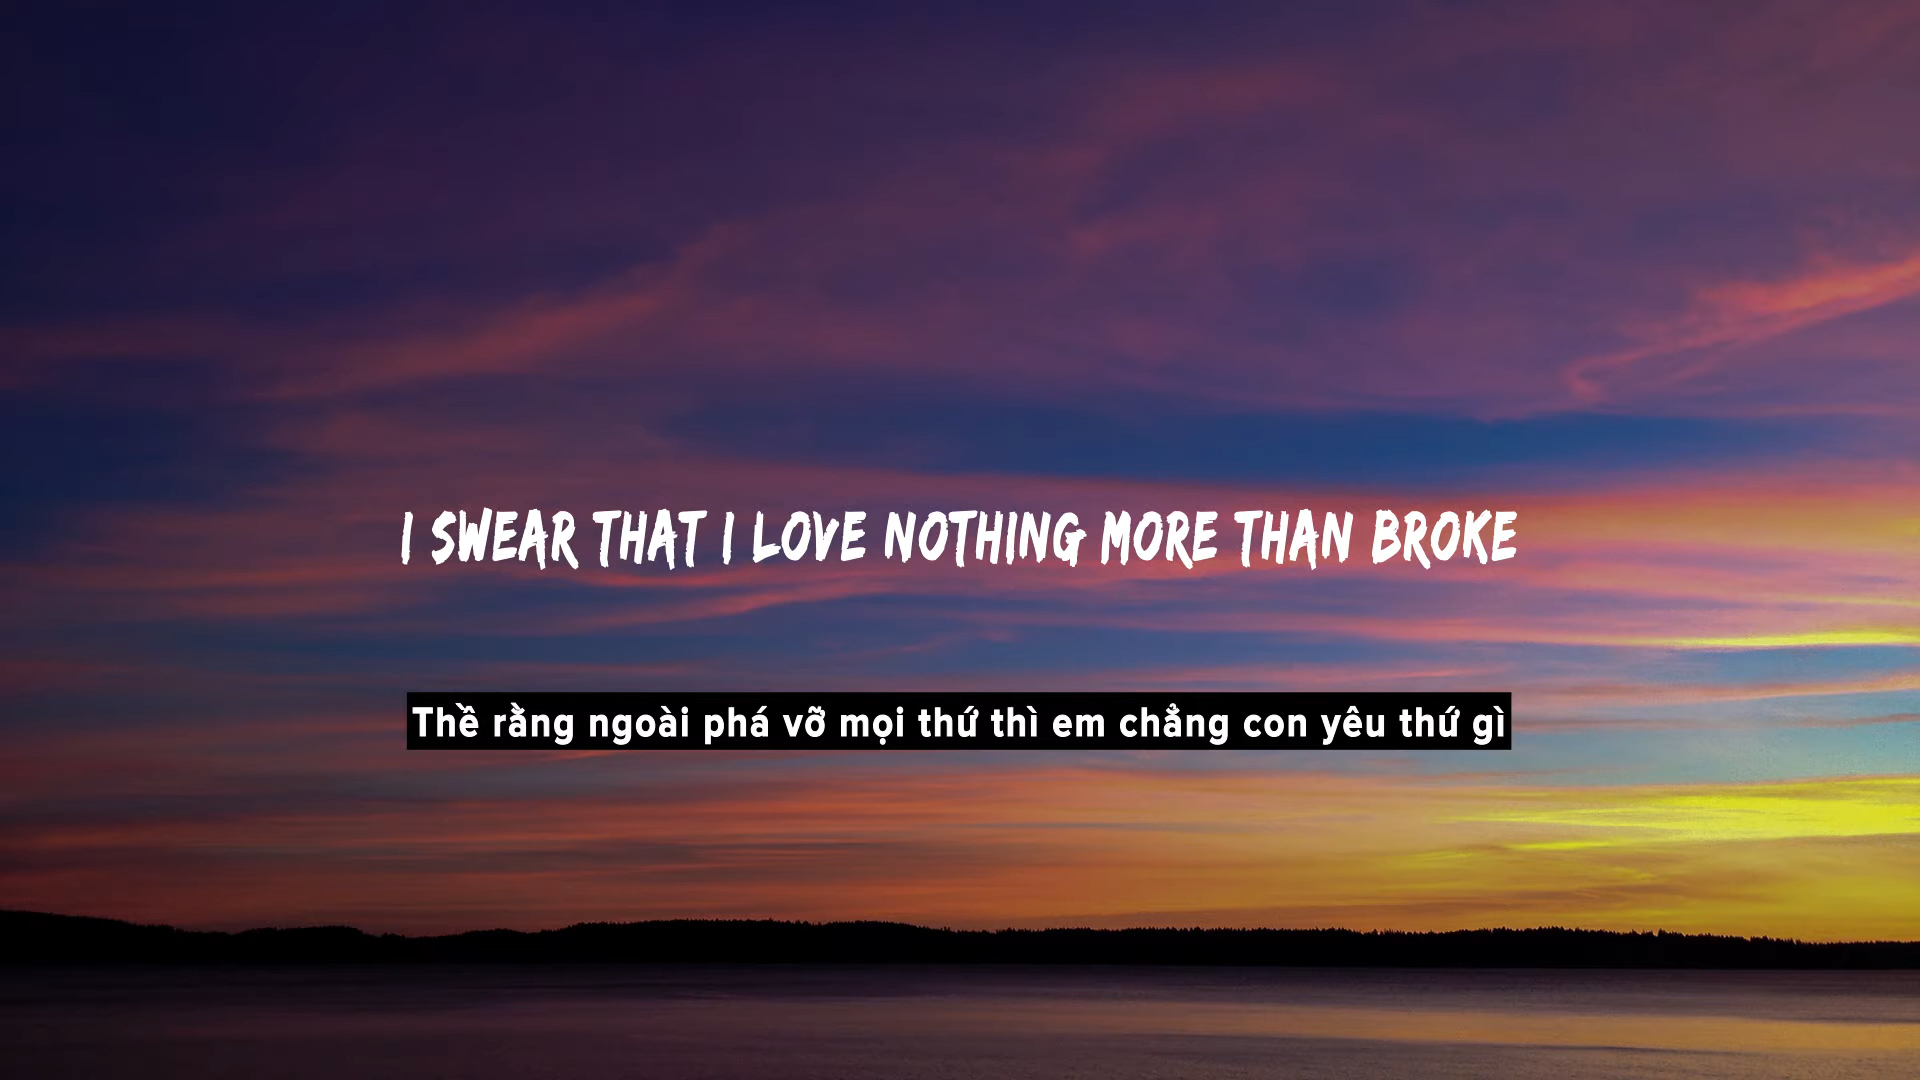 I SWEAR THAT I LOVE NOTHING MORE THAN BROKE
Thề rằng ngoài phá vỡ mọi thứ thì em chẳng con yêu thứ gì